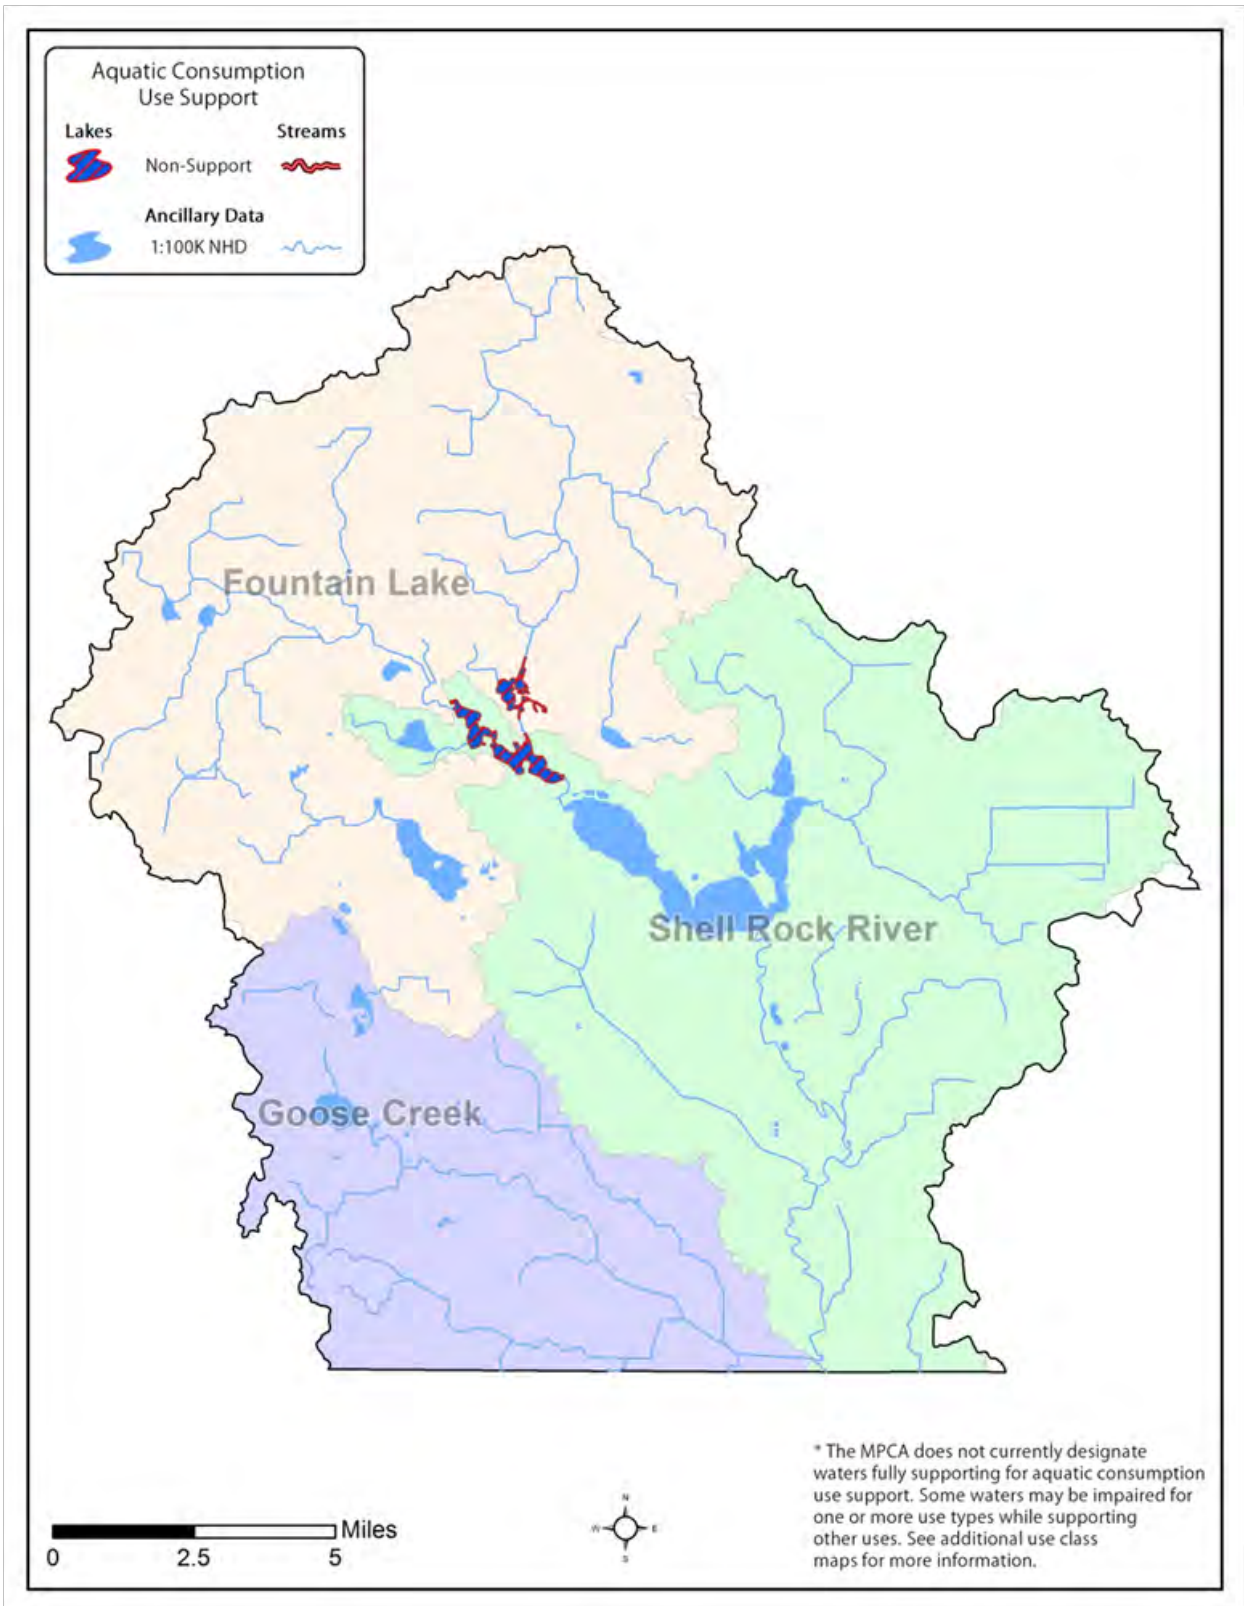 Aquatic Consumption
Use Support
Lakes
Streams
Non-Support
Ancillary Data
1:100K NHD
Fountain Lake
Shell Rock River
Goose Creek
* The MPCA does not currently designate
waters fully supporting for aquatic consumption
use support. Some waters may be impaired for
one or more use types while supporting
other uses. See additional use class
maps for more information.
N
W
E
S
Miles
0
2.5
5